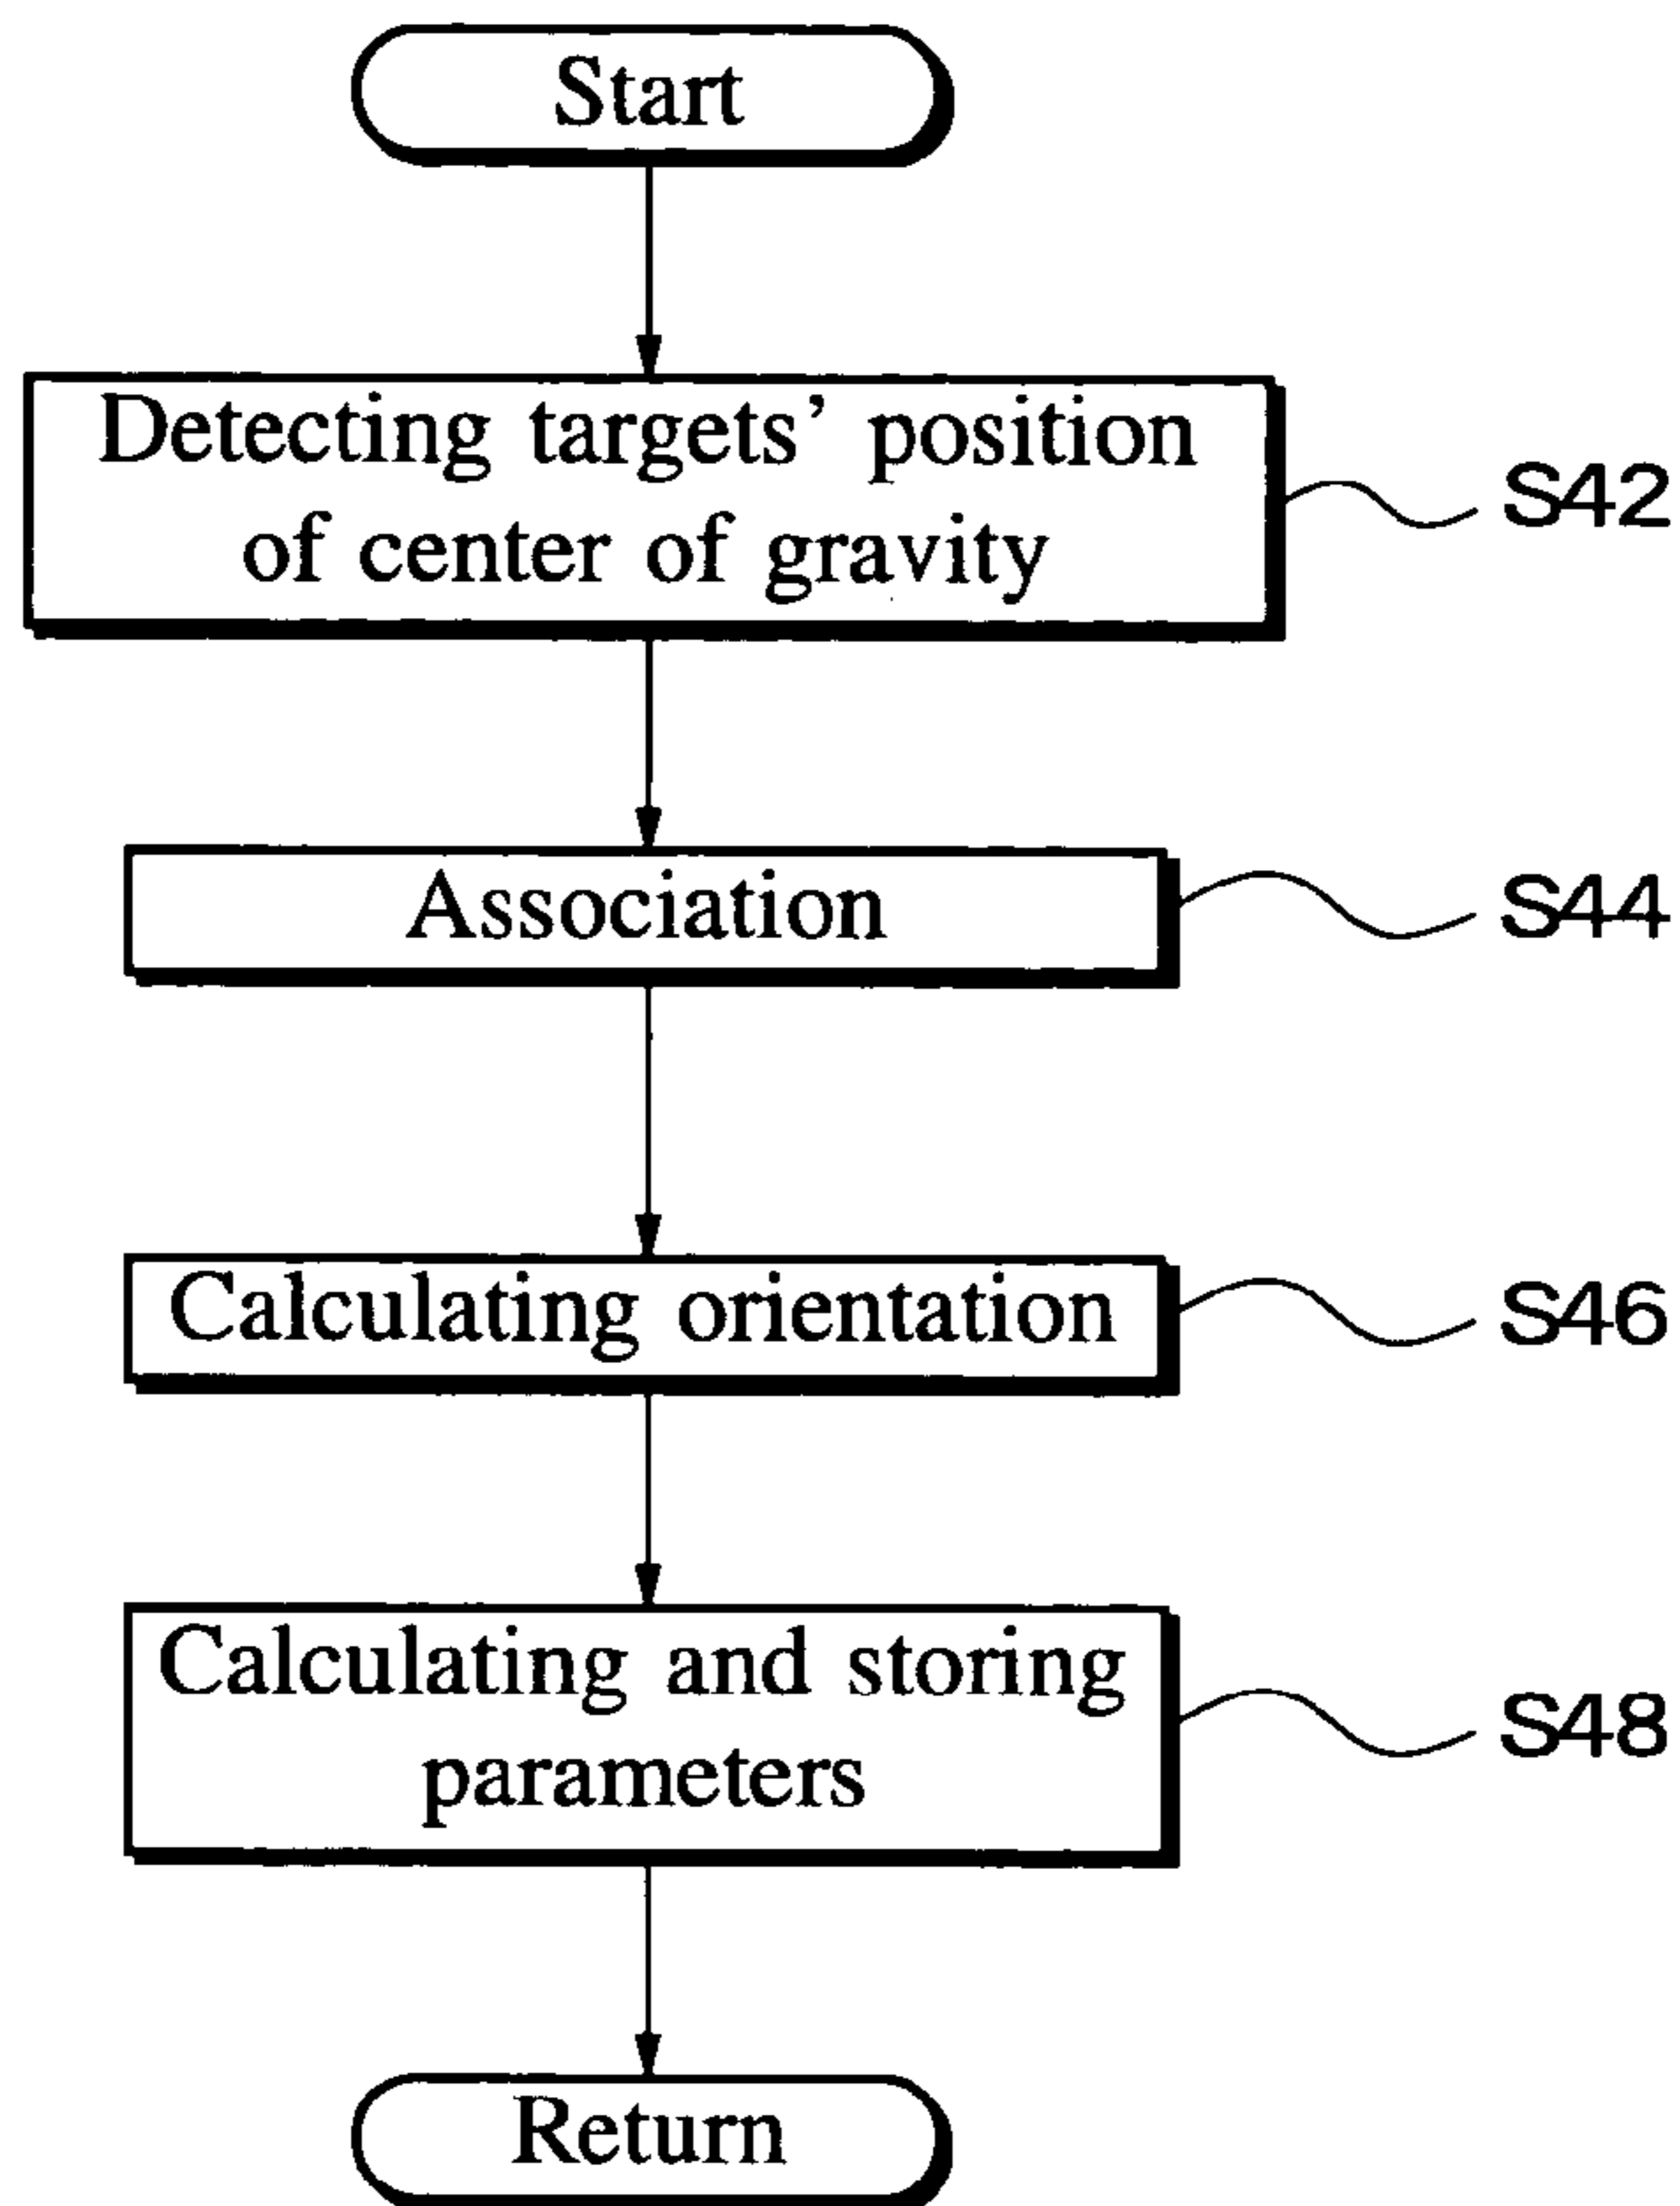 Start
Detecting targets' position
of center of gravity
S42
Association
S44
Calculating orientation
S46
Calculating and storing
parameters
S48
Return